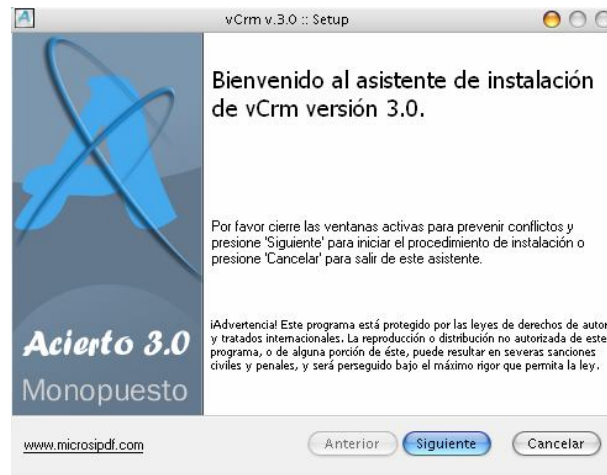 vCrm v.3.0 :: Setup
Bienvenido al asistente de instalación
de vCrm versión 3.0.
Por favor cierre las ventanas activas para prevenir conflictos y
presione 'Siguiente' para iniciar el procedimiento de instalación o
presione 'Cancelar' para salir de este asistente.
¡Advertencia! Este programa está protegido por las leyes de derechos de autor
y tratados internacionales. La reproducción o distribución no autorizada de este
programa, o de alguna porción de éste, puede resultar en severas sanciones
civiles y penales, y será perseguido bajo el máximo rigor que permita la ley.
Acierto 3.0
Monopuesto
www.microsipdf.com
Anterior
Siguiente
Cancelar